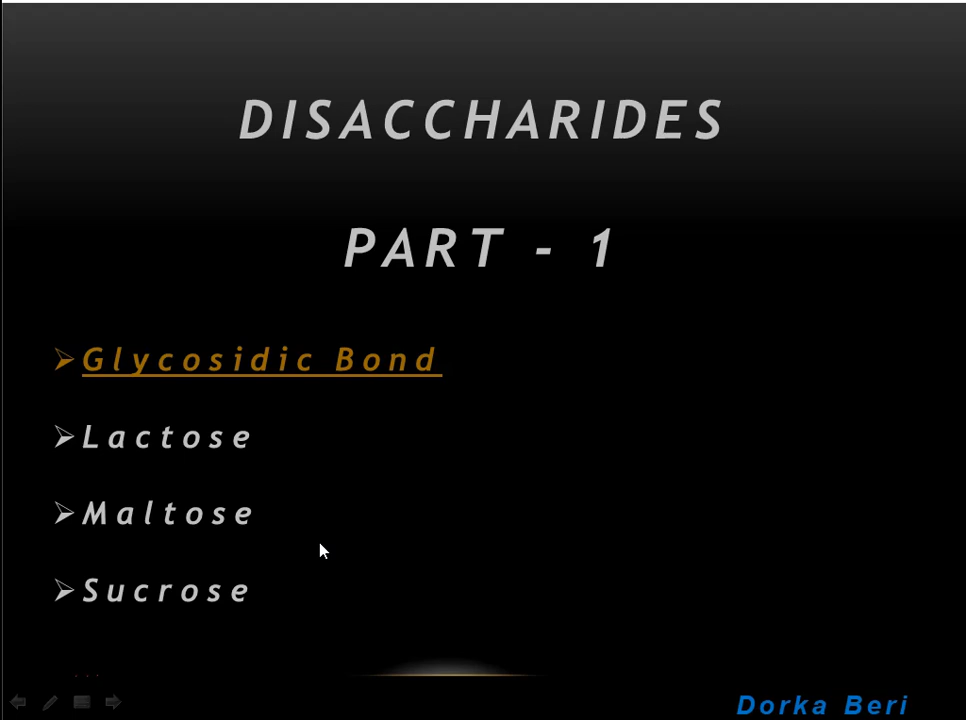 DISACCHARIDES
PART - 1
➢Glycosidic Bond
➢Lactose
➢Maltose
➢Sucrose
Dorka Beri